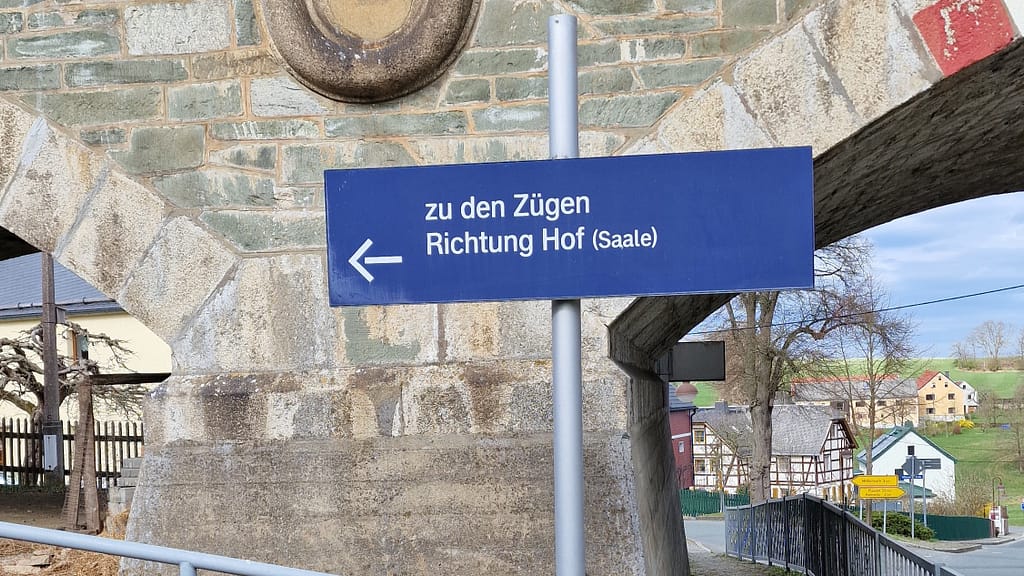 zu den Zügen
Richtung Hof (Saale)